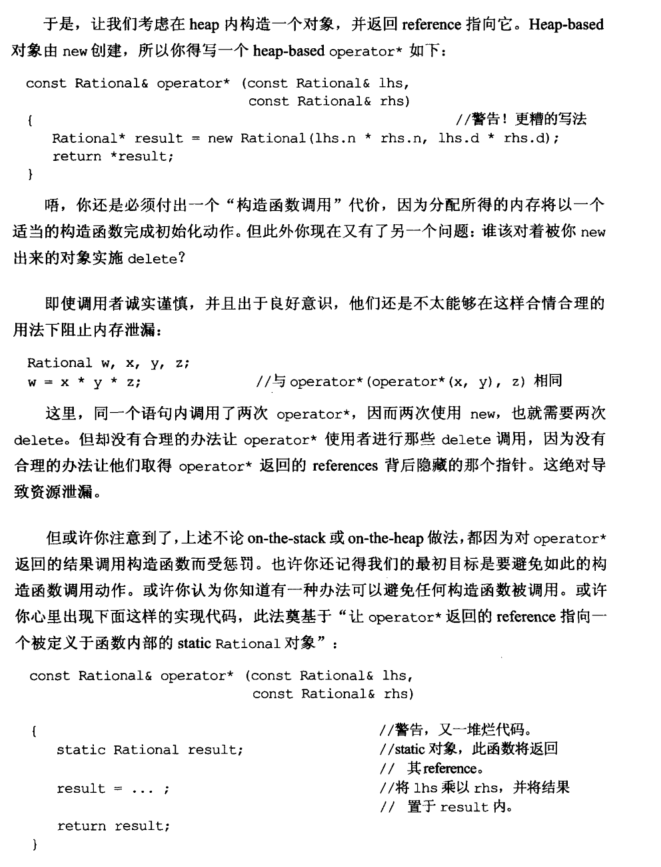 于是，让我们考虑在 heap 内构造一个对象，并返回 reference 指向它。Heap-based
对象由 new 创建，所以你得写一个 heap-based operator* 如下：
const Rational& operator* (const Rational& lhs,
const Rational& rhs)
{ //警告！更糟的写法
Rational* result = new Rational(lhs.n * rhs.n, lhs.d * rhs.d);
return *result;
}
唔，你还是必须付出一个“构造函数调用”代价，因为分配所得的内存将以一个
适当的构造函数完成初始化动作。但此外你现在又有了另一个问题：谁该对着被你 new
出来的对象实施 delete？
即使调用者诚实谨慎，并且出于良好意识，他们还是不太能够在这样合情合理的
用法下阻止内存泄漏：
Rational w, x, y, z;
w = x * y * z; //与 operator*(operator*(x, y), z) 相同
这里，同一个语句内调用了两次 operator*，因而两次使用 new，也就需要两次
delete。但却没有合理的办法让 operator* 使用者进行那些 delete 调用，因为没有
合理的办法让他们取得 operator* 返回的 references 背后隐藏的那个指针。这绝对导
致资源泄漏。
但或许你注意到了，上述不论 on-the-stack 或 on-the-heap 做法，都因为对 operator*
返回的结果调用构造函数而受惩罚。也许你还记得我们的最初目标是要避免如此的构
造函数调用动作。或许你认为你知道有一种办法可以避免任何构造函数被调用。或许
你心里出现下面这样的实现代码，此法奠基于“让 operator* 返回的 reference 指向一
个被定义于函数内部的 static Rational 对象”：
const Rational& operator* (const Rational& lhs,
const Rational& rhs)
{ //警告，又一堆烂代码。
static Rational result; //static 对象，此函数将返回
// 其 reference。
result = ... ; //将 lhs 乘以 rhs，并将结果
// 置于 result 内。
return result;
}